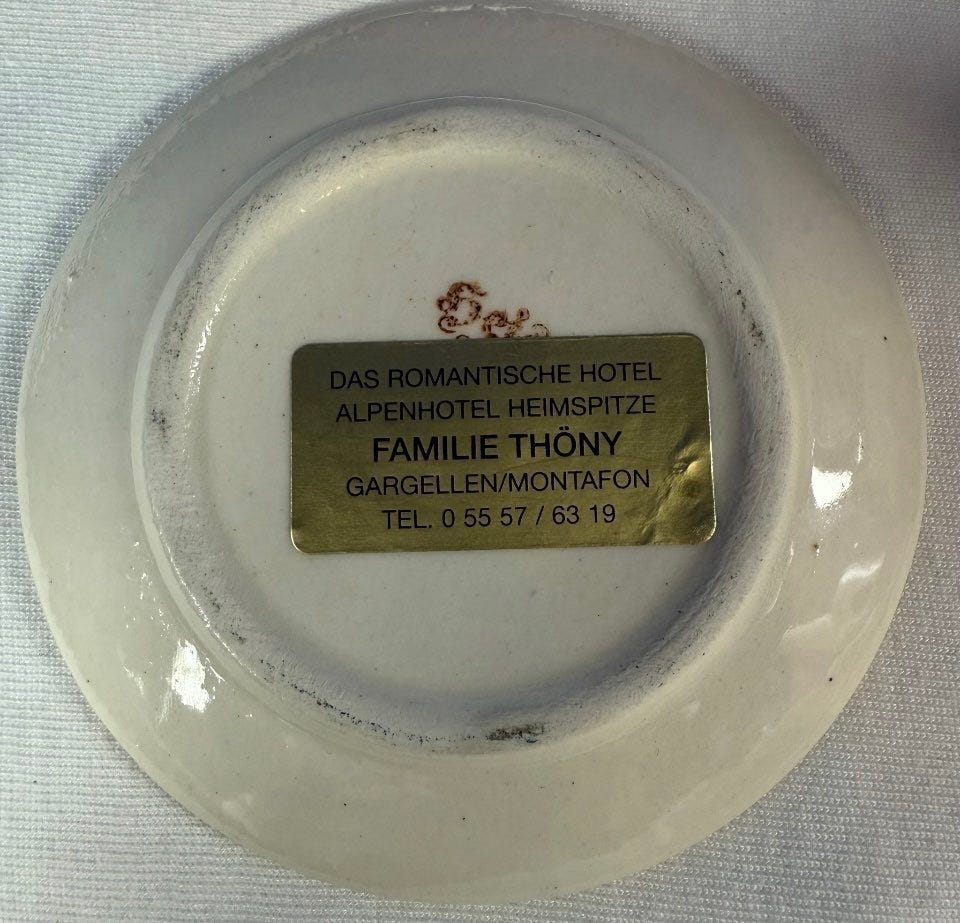 DAS ROMANTISCHE HOTEL
ALPENHOTEL HEIMSPITZE
FAMILIE THÖNY
GARGELLEN/MONTAFON
TEL. 0 55 57 / 63 19